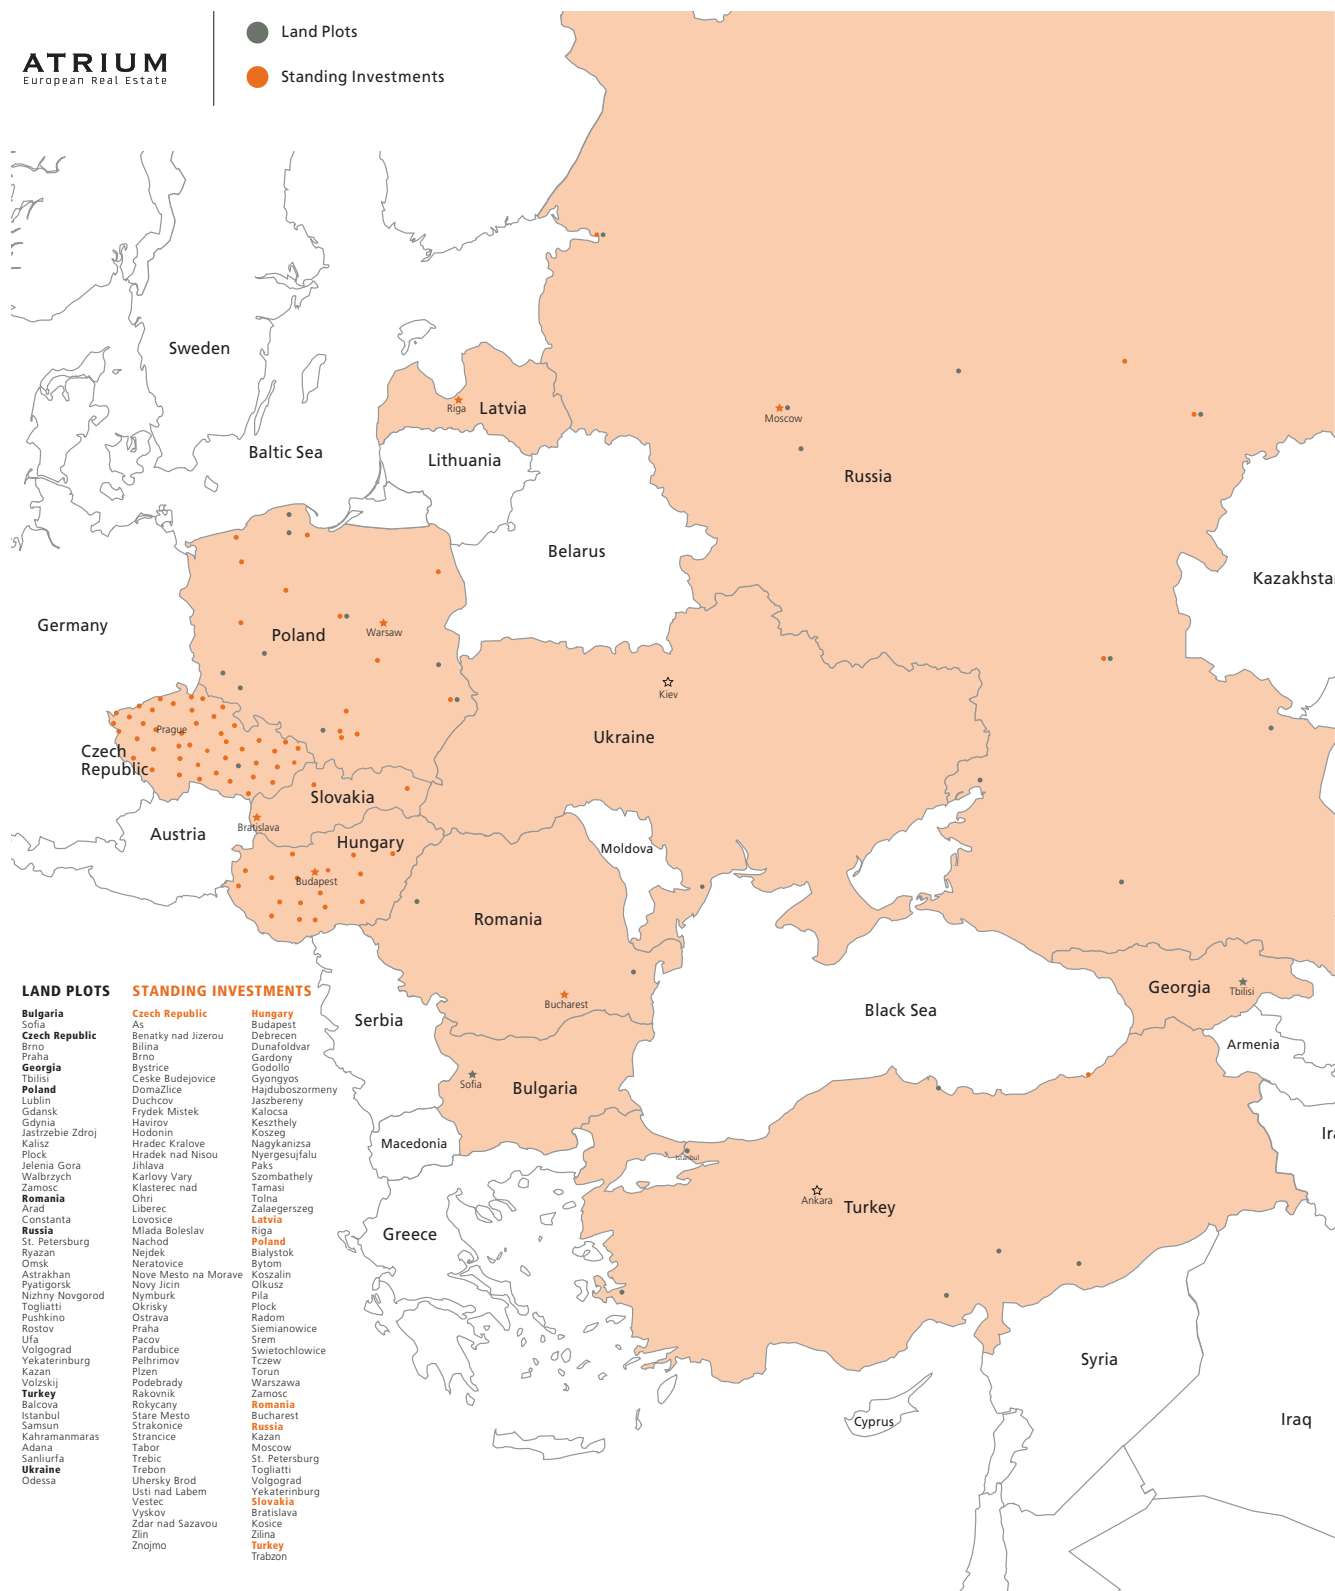 ATRIUM
European Real Estate
Land Plots
Standing Investments
Sweden
Riga
Latvia
Moscow
Baltic Sea
Lithuania
Russia
Belarus
Kazakhsta
Germany
Poland
Warsaw
Kiev
Prague
Ukraine
Czech
Republic
Slovakia
Austria
Bratislava
Hungary
Moldova
Budapest
Romania
Georgia
Tbilisi
Bucharest
Black Sea
Serbia
Armenia
Sofia
Bulgaria
Macedonia
Ira
Istanbul
Ankara
Turkey
Greece
Syria
Cyprus
Iraq
LAND PLOTS
Bulgaria
Sofia
Czech Republic
Brno
Praha
Georgia
Tbilisi
Poland
Lublin
Gdansk
Gdynia
Jastrzebie Zdroj
Kalisz
Plock
Jelenia Gora
Walbrzych
Zamosc
Romania
Arad
Constanta
Russia
St. Petersburg
Ryazan
Omsk
Astrakhan
Pyatigorsk
Nizhny Novgorod
Togliatti
Pushkino
Rostov
Ufa
Volgograd
Yekaterinburg
Kazan
Volzskij
Turkey
Balcova
Istanbul
Samsun
Kahramanmaras
Adana
Sanliurfa
Ukraine
Odessa
STANDING INVESTMENTS
Czech Republic
As
Benatky nad Jizerou
Bilina
Brno
Bystrice
Ceske Budejovice
DomaZlice
Duchcov
Frydek Mistek
Havirov
Hodonin
Hradec Kralove
Hradek nad Nisou
Jihlava
Karlovy Vary
Klasterec nad
Ohri
Liberec
Lovosice
Mlada Boleslav
Nachod
Nejdek
Neratovice
Nove Mesto na Morave
Novy Jicin
Nymburk
Okrisky
Ostrava
Praha
Pacov
Pardubice
Pelhrimov
Plzen
Podebrady
Rakovnik
Rokycany
Stare Mesto
Strakonice
Strancice
Tabor
Trebic
Trebon
Uhersky Brod
Usti nad Labem
Vestec
Vyskov
Zdar nad Sazavou
Zlin
Znojmo
Hungary
Budapest
Debrecen
Dunafoldvar
Gardony
Godollo
Gyongyos
Hajduboszormeny
Jaszbereny
Kalocsa
Keszthely
Koszeg
Nagykanizsa
Nyergesujfalu
Paks
Szombathely
Tamasi
Tolna
Zalaegerszeg
Latvia
Riga
Poland
Bialystok
Bytom
Koszalin
Olkusz
Pila
Plock
Radom
Siemianowice
Srem
Swietochlowice
Tczew
Torun
Warszawa
Zamosc
Romania
Bucharest
Russia
Kazan
Moscow
St. Petersburg
Togliatti
Volgograd
Yekaterinburg
Slovakia
Bratislava
Kosice
Zilina
Turkey
Trabzon